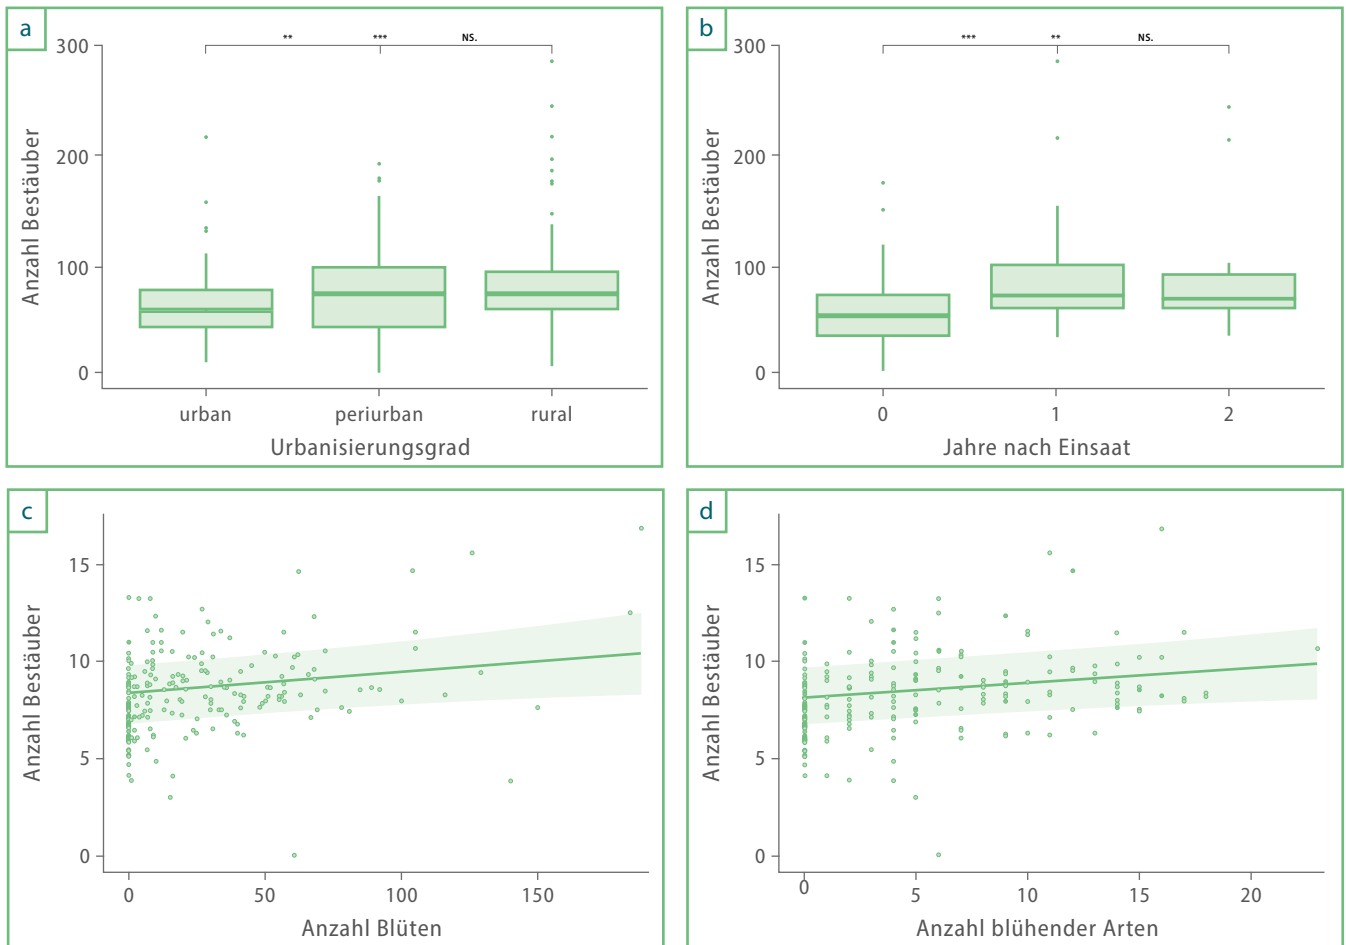 a
** *** NS.
300
200
100
0
Anzahl Bestäuber
urban periurban rural
Urbanisierungsgrad
b
*** ** NS.
300
200
100
0
Anzahl Bestäuber
0 1 2
Jahre nach Einsaat
c
15
10
5
0
Anzahl Bestäuber
0 50 100 150
Anzahl Blüten
d
15
10
5
0
Anzahl Bestäuber
0 5 10 15 20
Anzahl blühender Arten